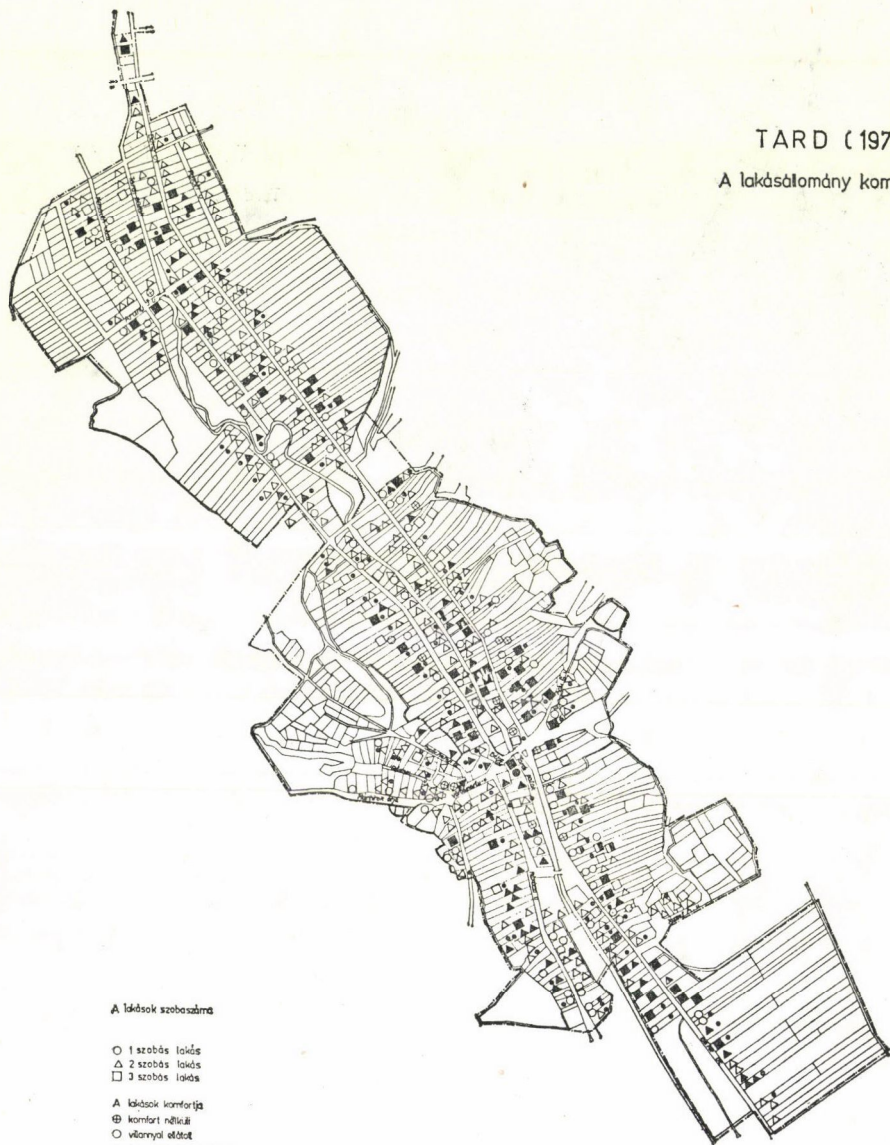 TARD ( 197
A lakásállomány kom
A lakások szobaszáma
1 szobás lakás
2 szobás lakás
3 szobás lakás
A lakások komfortja
komfort nélküli
villannyal ellátott